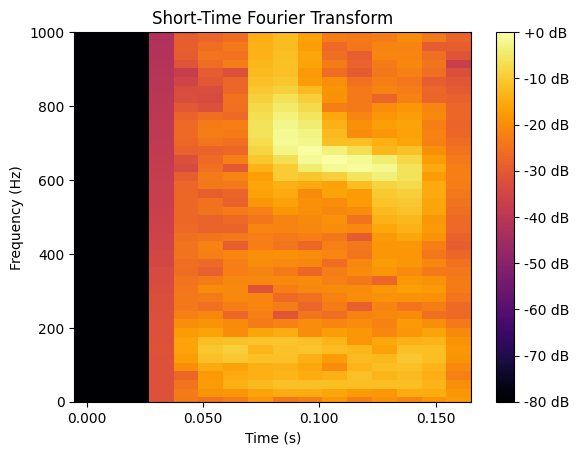 Short-Time Fourier Transform
Frequency (Hz)
1000
800
600
400
200
0
0.000
0.050
0.100
0.150
Time (s)
+0 dB
-10 dB
-20 dB
-30 dB
-40 dB
-50 dB
-60 dB
-70 dB
-80 dB